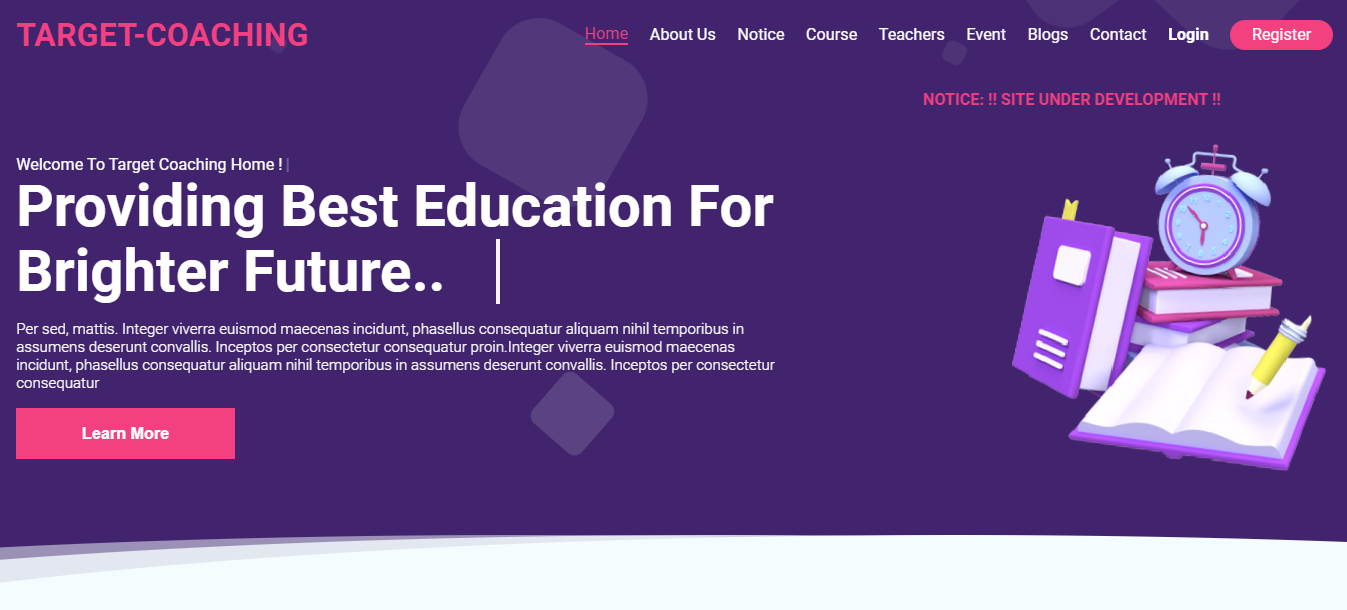 TARGET-COACHING
Home About Us Notice Course Teachers Event Blogs Contact Login Register
NOTICE: !! SITE UNDER DEVELOPMENT !!
Welcome To Target Coaching Home ! |
Providing Best Education For
Brighter Future..
Per sed, mattis. Integer viverra euismod maecenas incidunt, phasellus consequatur aliquam nihil temporibus in
assumens deserunt convallis. Inceptos per consectetur consequatur proin.Integer viverra euismod maecenas
incidunt, phasellus consequatur aliquam nihil temporibus in assumens deserunt convallis. Inceptos per consectetur
consequatur
Learn More